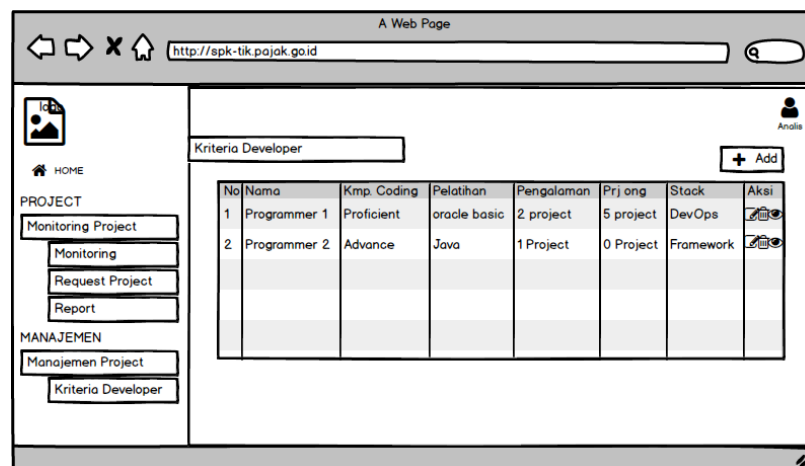 A Web Page
http://spk-tik.pajak.go.id
logo
Analis
Kriteria Developer
HOME
Add
PROJECT
Monitoring Project
Monitoring
Request Project
Report
MANAJEMEN
Manajemen Project
Kriteria Developer
No Nama Kmp. Coding Pelatihan Pengalaman Prj ong Stack Aksi
1 Programmer 1 Proficient oracle basic 2 project 5 project DevOps
2 Programmer 2 Advance Java 1 Project 0 Project Framework